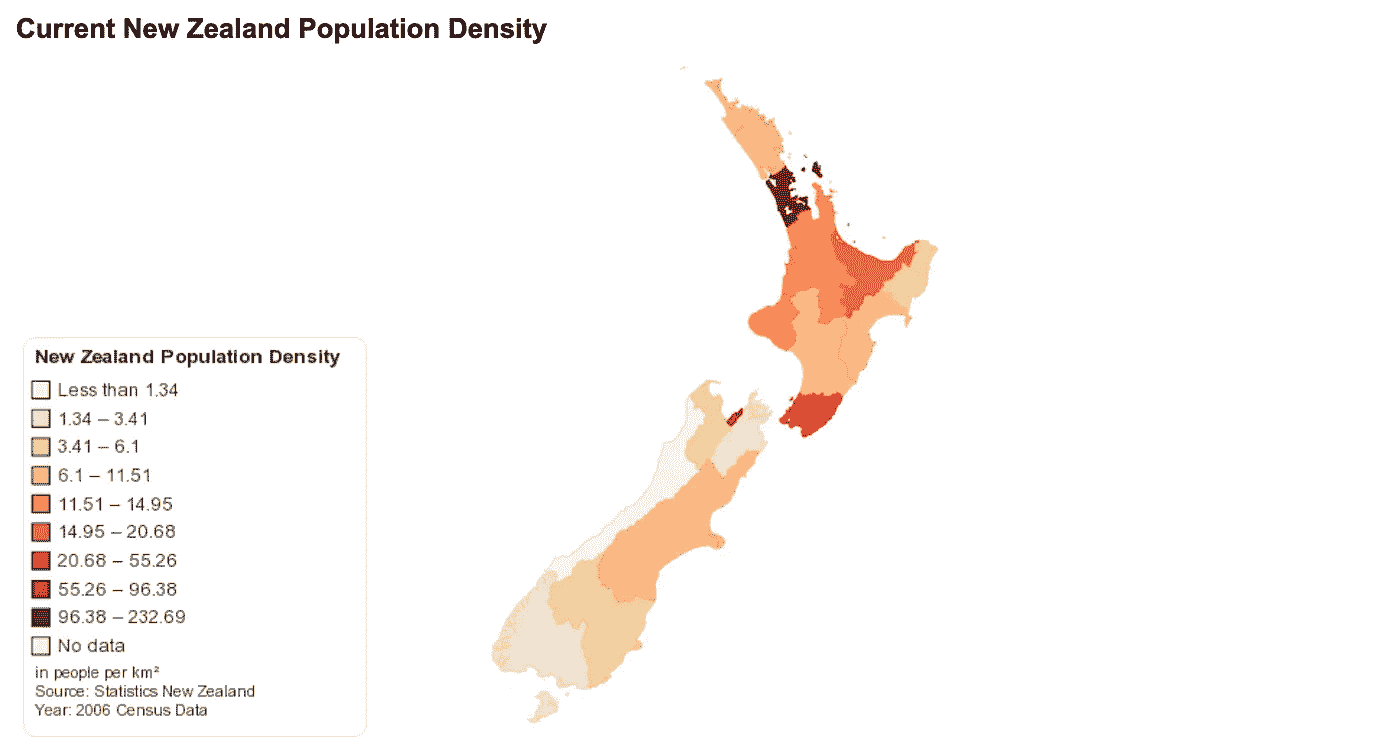 Current New Zealand Population Density
New Zealand Population Density
Less than 1.34
1.34 – 3.41
3.41 – 6.1
6.1 – 11.51
11.51 – 14.95
14.95 – 20.68
20.68 – 55.26
55.26 – 96.38
96.38 – 232.69
No data
in people per km²
Source: Statistics New Zealand
Year: 2006 Census Data